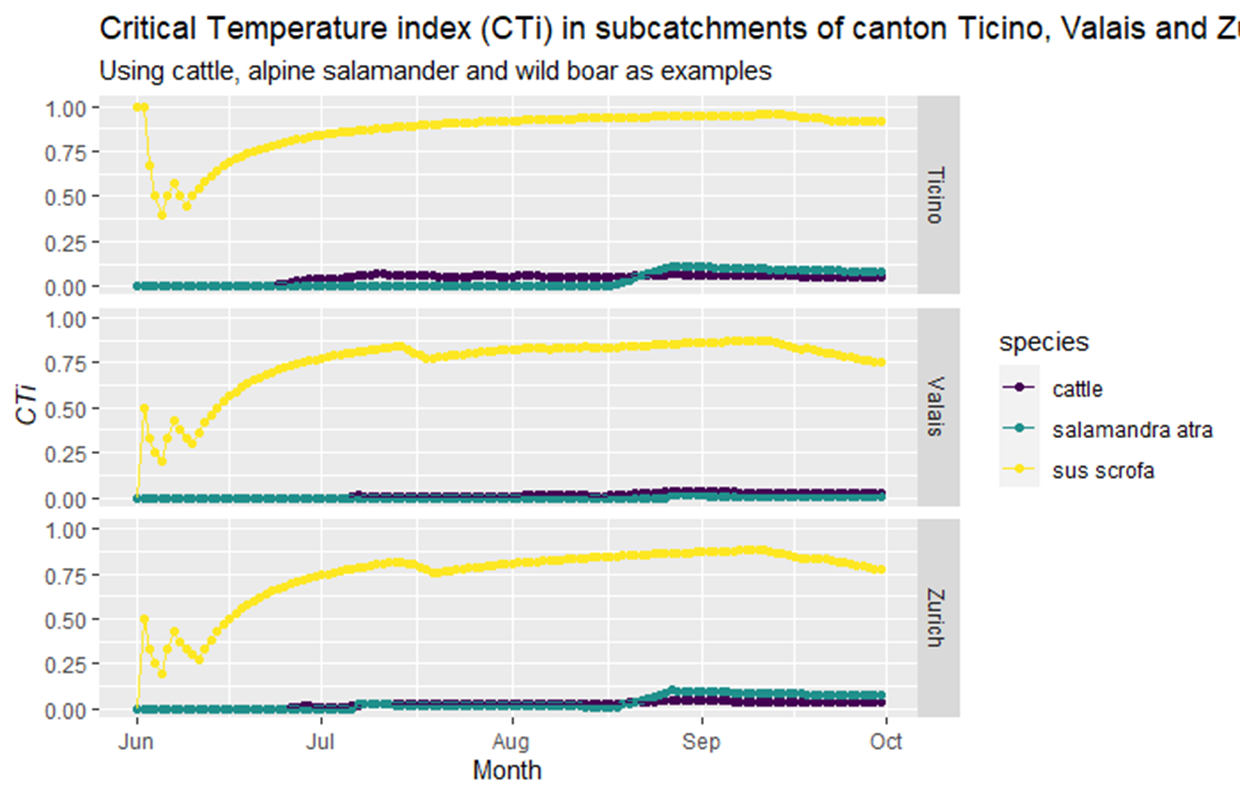 Critical Temperature index (CTi) in subcatchments of canton Ticino, Valais and
Using cattle, alpine salamander and wild boar as examples
1.00
0.75
0.50
0.25
0.00
Ticino
1.00
0.75
0.50
0.25
0.00
Valais
1.00
0.75
0.50
0.25
0.00
Zurich
CTi
Jun Jul Aug Sep Oct
Month
species
cattle
salamandra atra
sus scrofa